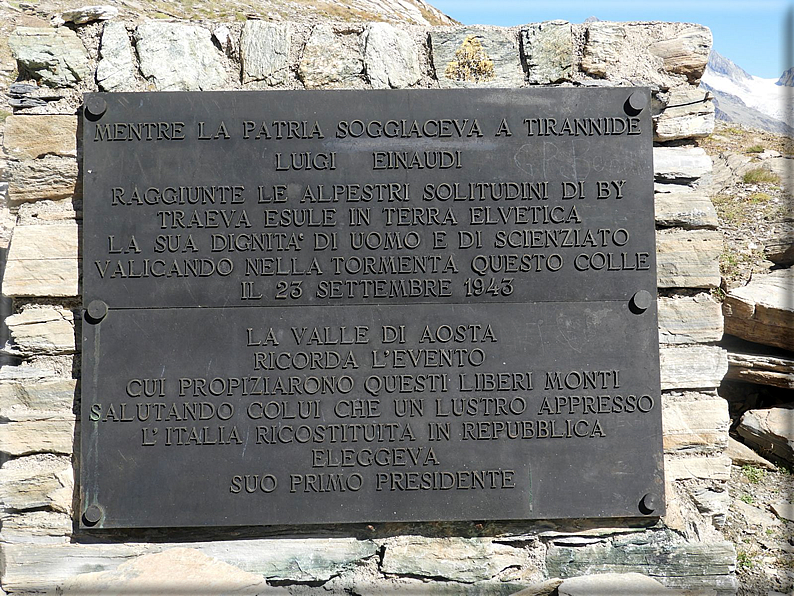 MENTRE LA PATRIA SOGGIACEVA A TIRANNIDE
LUIGI EINAUDI
RAGGIUNTE LE ALPESTRI SOLITUDINI DI BY
TRAEVA ESULE IN TERRA ELVETICA
LA SUA DIGNITA' DI UOMO E DI SCIENZIATO
VALICANDO NELLA TORMENTA QUESTO COLLE
IL 23 SETTEMBRE 1943
LA VALLE DI AOSTA
RICORDA L'EVENTO
CUI PROPIZIARONO QUESTI LIBERI MONTI
SALUTANDO COLUI CHE UN LUSTRO APPRESSO
L'ITALIA RICOSTITUITA IN REPUBBLICA
ELEGGEVA
SUO PRIMO PRESIDENTE